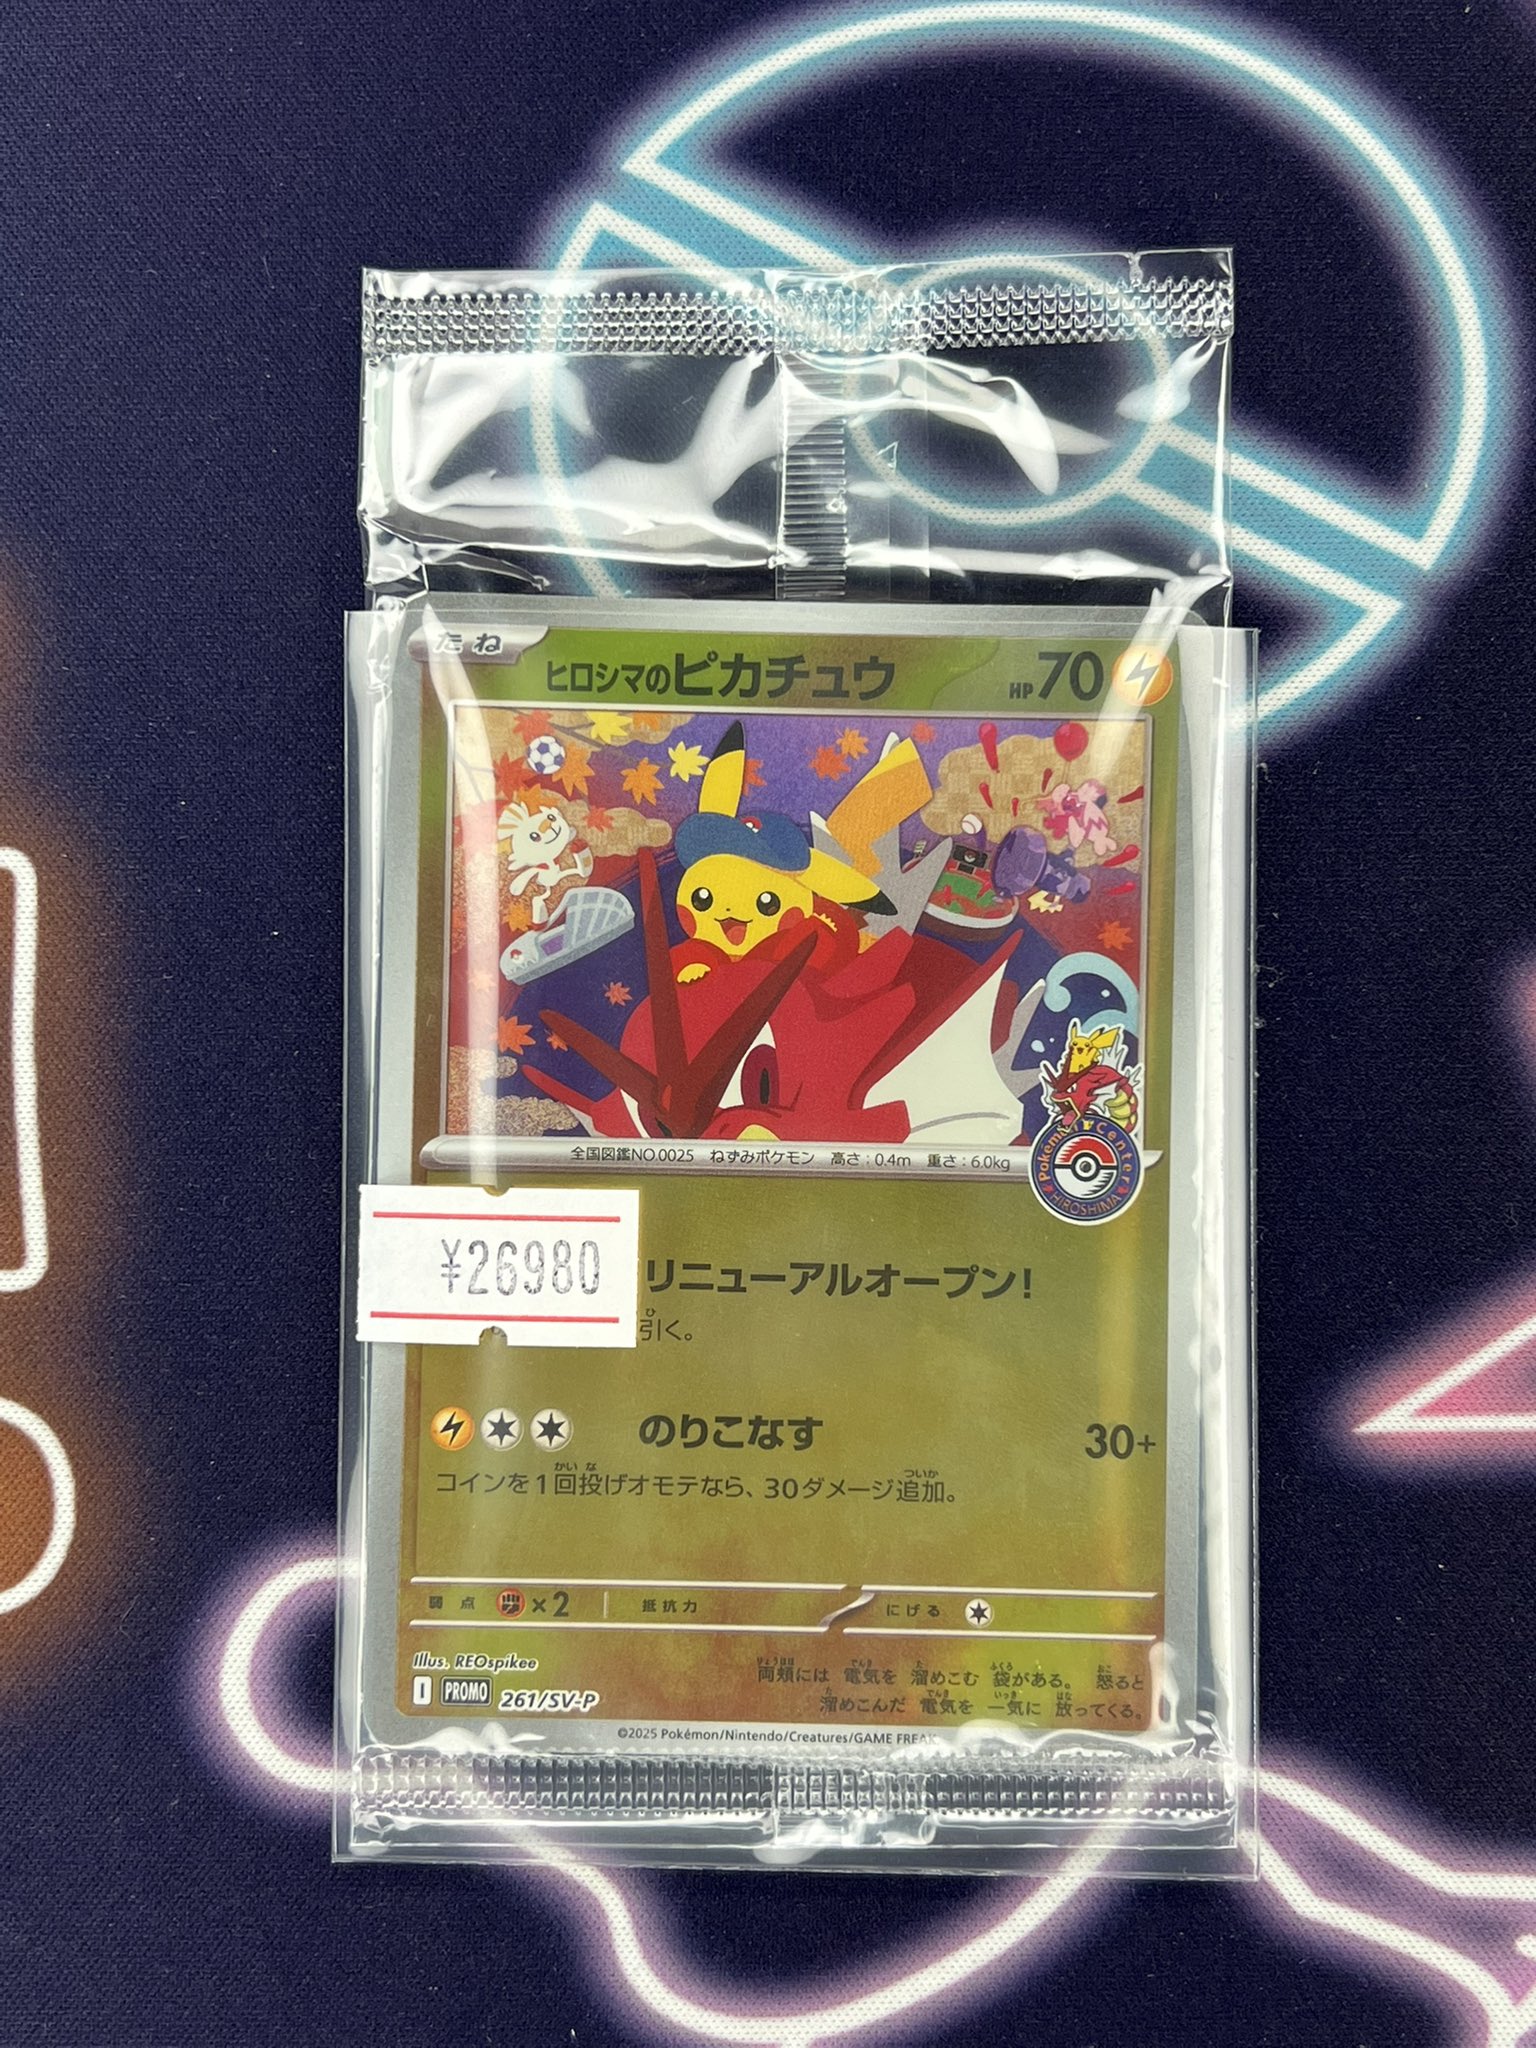 たね
ヒロシマのピカチュウ HP70
全国図鑑NO.0025 ねずみポケモン 高さ:0.4m 重さ:6.0kg
Pokémon Center
HIROSHIMA
¥26980
リニューアルオープン!
引く。
のりこなす 30+
コインを1回投げオモテなら、30ダメージ追加。
弱点 ×2 抵抗力 にげる
Illus. REOspikee
両頬には 電気を 溜めこむ 袋がある。 怒ると
I PROMO 261/SV-P
溜めこんだ 電気を 一気に 放ってくる。
©2025 Pokémon/Nintendo/Creatures/GAME FREAK